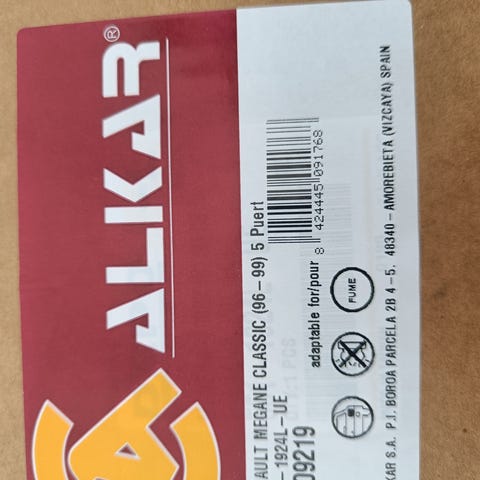 ALKAR®
AULT MEGANE CLASSIC (96 – 99) 5 Puert
– 1924L-UE
09219
adaptable for/pour
8 424445 091768
FUME
KAR S.A. P.I. BOROA PARCELA 2B 4 – 5. 48340 – AMOREBIETA (VIZCAYA) SPAIN